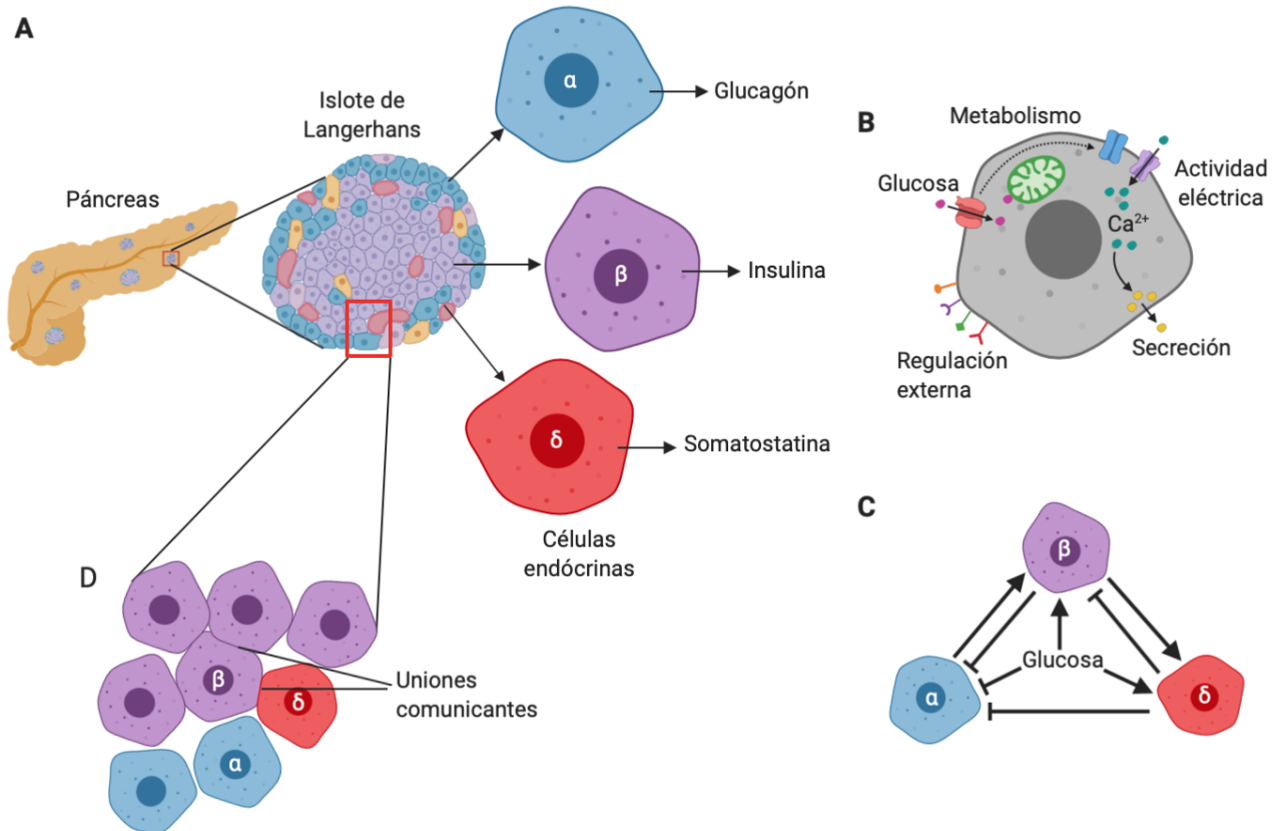 A
Islote de
Langerhans
Páncreas
α
Glucagón
β
Insulina
δ
Somatostatina
Células
endócrinas
B
Metabolismo
Glucosa
Actividad
eléctrica
Ca²⁺
Regulación
externa
Secreción
C
β
Glucosa
α
δ
D
β
δ
α
Uniones
comunicantes